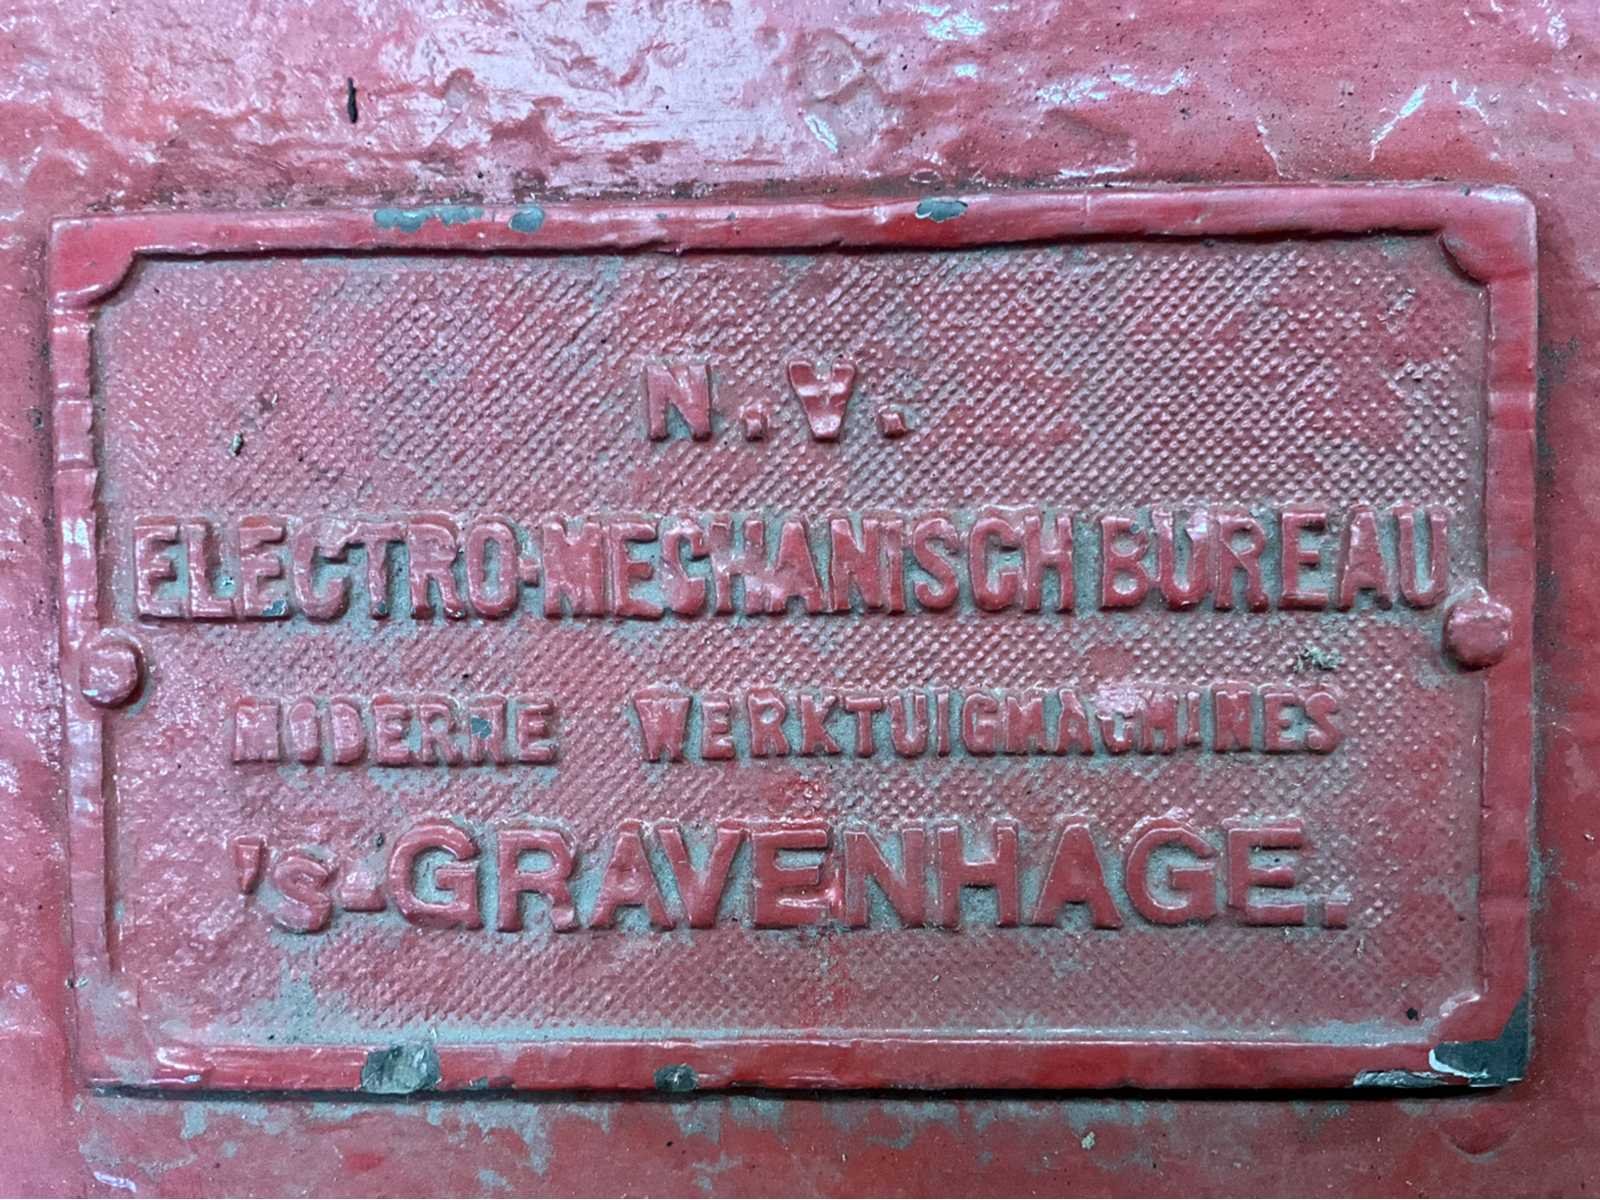 N.V.
ELECTRO-MECHANISCH BUREAU
MODERNE WERKTUIGMACHINES
'S-GRAVENHAGE.